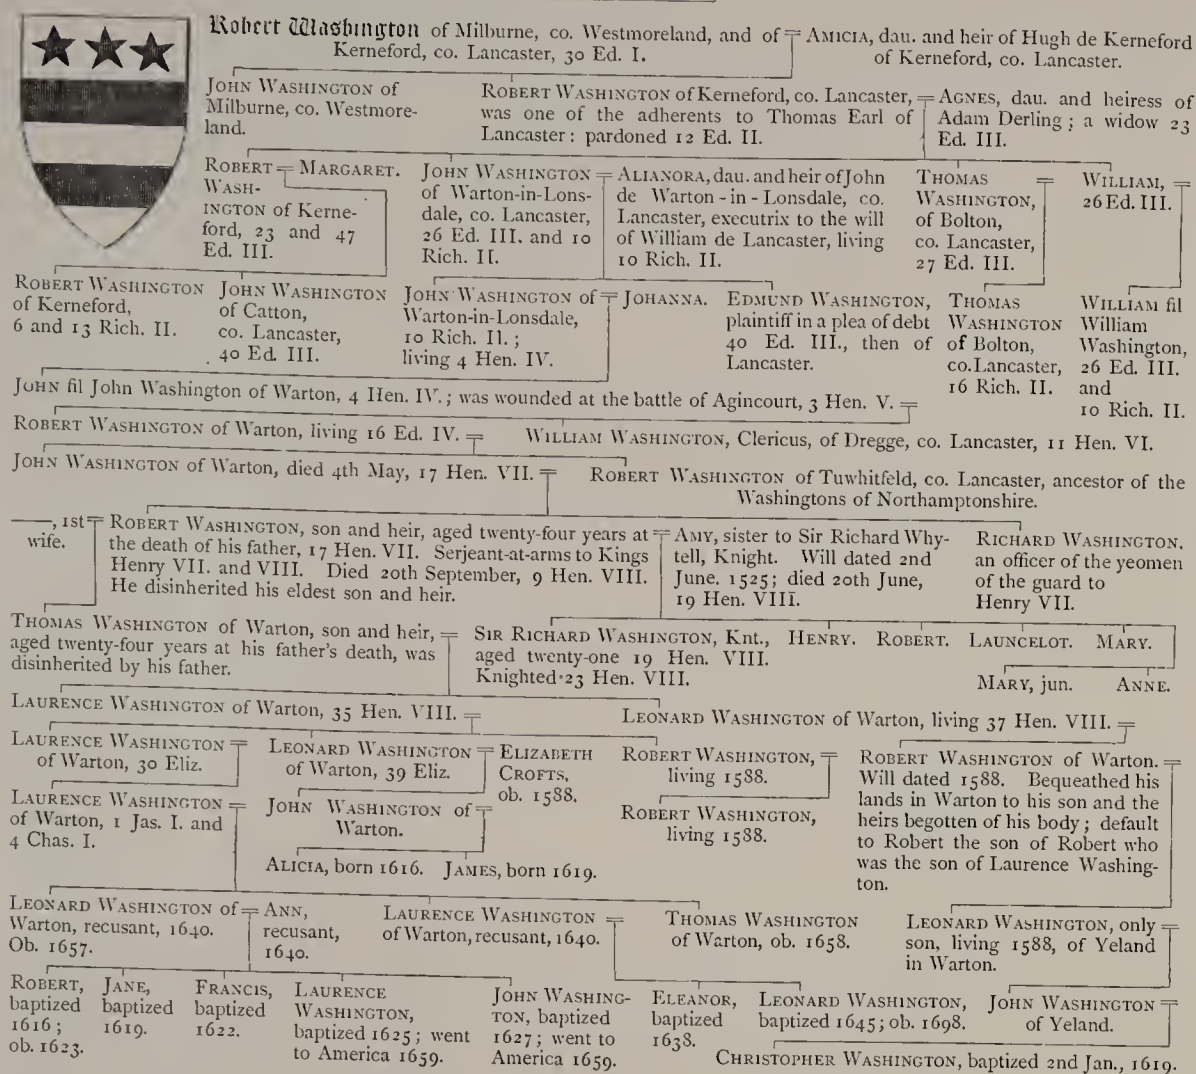 Robert Washington of Milburne, co. Westmoreland, and of
Kerneford, co. Lancaster, 30 Ed. I.
AMICIA, dau. and heir of Hugh de Kerneford
of Kerneford, co. Lancaster.
JOHN WASHINGTON of
Milburne, co. Westmore-
land.
ROBERT WASHINGTON of Kerneford, co. Lancaster,
was one of the adherents to Thomas Earl of
Lancaster: pardoned 12 Ed. II.
AGNES, dau. and heiress of
Adam Derling; a widow 23
Ed. III.
ROBERT
WASH-
INGTON of Kerne-
ford, 23 and 47
Ed. III.
MARGARET.
JOHN WASHINGTON
of Warton-in-Lons-
dale, co. Lancaster,
26 Ed. III. and 10
Rich. II.
ALIANORA, dau. and heir of John
de Warton-in-Lonsdale, co.
Lancaster, executrix to the will
of William de Lancaster, living
10 Rich. II.
THOMAS
WASHINGTON,
of Bolton,
co. Lancaster,
27 Ed. III.
WILLIAM,
26 Ed. III.
ROBERT WASHINGTON
of Kerneford,
6 and 13 Rich. II.
JOHN WASHINGTON
of Catton,
co. Lancaster,
40 Ed. III.
JOHN WASHINGTON of
Warton-in-Lonsdale,
10 Rich. II.;
living 4 Hen. IV.
JOHANNA.
EDMUND WASHINGTON,
plaintiff in a plea of debt
40 Ed. III., then of
Lancaster.
THOMAS
WASHINGTON
of Bolton,
co. Lancaster,
16 Rich. II.
WILLIAM fil
William
Washington,
26 Ed. III.
and
10 Rich. II.
JOHN fil John Washington of Warton, 4 Hen. IV.; was wounded at the battle of Agincourt, 3 Hen. V.
ROBERT WASHINGTON of Warton, living 16 Ed. IV.
WILLIAM WASHINGTON, Clericus, of Dregge, co. Lancaster, 11 Hen. VI.
JOHN WASHINGTON of Warton, died 4th May, 17 Hen. VII.
ROBERT WASHINGTON of Tuwhitfeld, co. Lancaster, ancestor of the
Washingtons of Northamptonshire.
——, 1st
wife.
ROBERT WASHINGTON, son and heir, aged twenty-four years at
the death of his father, 17 Hen. VII. Serjeant-at-arms to Kings
Henry VII. and VIII. Died 20th September, 9 Hen. VIII.
He disinherited his eldest son and heir.
AMY, sister to Sir Richard Why-
tell, Knight. Will dated 2nd
June. 1525; died 20th June,
19 Hen. VIII.
RICHARD WASHINGTON,
an officer of the yeomen
of the guard to
Henry VII.
THOMAS WASHINGTON of Warton, son and heir,
aged twenty-four years at his father's death, was
disinherited by his father.
SIR RICHARD WASHINGTON, Knt.,
aged twenty-one 19 Hen. VIII.
Knighted 23 Hen. VIII.
HENRY. ROBERT. LAUNCELOT. MARY.
MARY, jun. ANNE.
LAURENCE WASHINGTON of Warton, 35 Hen. VIII.
LEONARD WASHINGTON of Warton, living 37 Hen. VIII.
LAURENCE WASHINGTON
of Warton, 30 Eliz.
LEONARD WASHINGTON
of Warton, 39 Eliz.
ELIZABETH
CROFTS,
ob. 1588.
ROBERT WASHINGTON,
living 1588.
ROBERT WASHINGTON of Warton.
Will dated 1588. Bequeathed his
lands in Warton to his son and the
heirs begotten of his body; default
to Robert the son of Robert who
was the son of Laurence Washing-
ton.
LAURENCE WASHINGTON
of Warton, 1 Jas. I. and
4 Chas. I.
JOHN WASHINGTON of
Warton.
ROBERT WASHINGTON,
living 1588.
ALICIA, born 1616. JAMES, born 1619.
LEONARD WASHINGTON of
Warton, recusant, 1640.
Ob. 1657.
ANN,
recusant,
1640.
LAURENCE WASHINGTON
of Warton, recusant, 1640.
THOMAS WASHINGTON
of Warton, ob. 1658.
LEONARD WASHINGTON, only
son, living 1588, of Yeland
in Warton.
ROBERT,
baptized
1616;
ob. 1623.
JANE,
baptized
1619.
FRANCIS,
baptized
1622.
LAURENCE
WASHINGTON,
baptized 1625; went
to America 1659.
JOHN WASHING-
TON, baptized
1627; went to
America 1659.
ELEANOR,
baptized
1638.
LEONARD WASHINGTON,
baptized 1645; ob. 1698.
JOHN WASHINGTON
of Yeland.
CHRISTOPHER WASHINGTON, baptized 2nd Jan., 1619.